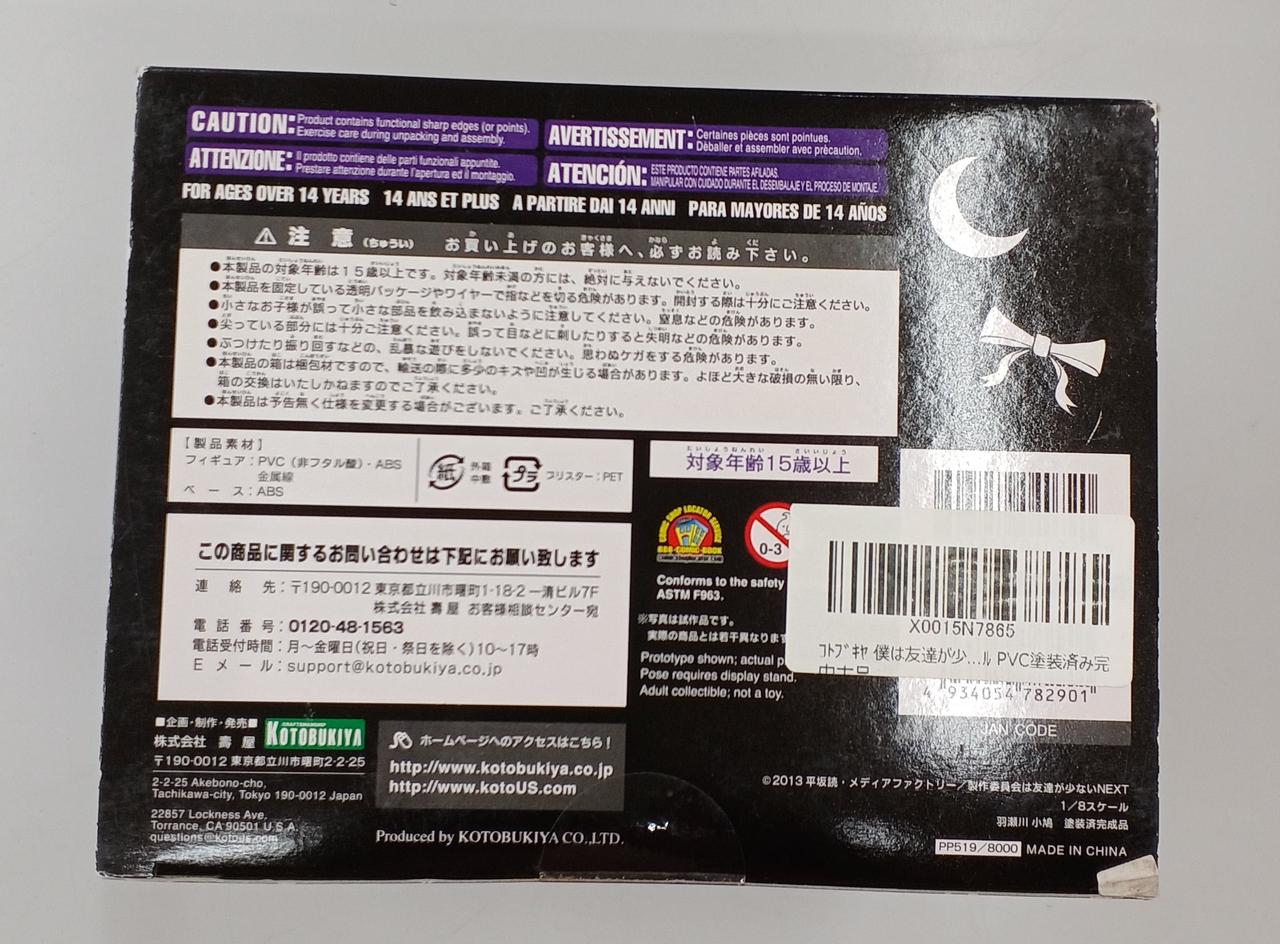 CAUTION: Product contains functional sharp edges (or points).
Exercise care during unpacking and assembly.
AVERTISSEMENT: Certaines pièces sont pointues.
Déballer et assembler avec précaution.
ATTENZIONE: Il prodotto contiene delle parti funzionali appuntite.
Prestare attenzione durante l'apertura ed il montaggio.
ATENCIÓN: ESTE PRODUCTO CONTIENE PARTES AFILADAS.
MANIPULAR CON CUIDADO DURANTE EL DESEMBALAJE Y EL PROCESO DE MONTAJE.
FOR AGES OVER 14 YEARS 14 ANS ET PLUS A PARTIRE DAI 14 ANNI PARA MAYORES DE 14 AÑOS
注意(ちゅうい) お買い上げのお客様へ、必ずお読み下さい。
●本製品の対象年齢は15歳以上です。対象年齢未満の方には、絶対に与えないでください。
●本製品を固定している透明パッケージやワイヤーで指などを切る危険があります。開封する際は十分にご注意ください。
●小さなお子様が誤って小さな部品を飲み込まないように注意してください。窒息などの危険があります。
●尖っている部分には十分ご注意ください。誤って目などに刺したりすると失明などの危険があります。
●ぶつけたり振り回すなどの、乱暴な遊びをしないでください。思わぬケガをする危険があります。
●本製品の箱は梱包材ですので、輸送の際に多少のキズや凹が生じる場合があります。よほど大きな破損の無い限り、
箱の交換はいたしかねますのでご了承ください。
●本製品は予告無く仕様を変更する場合がございます。ご了承ください。
【製品素材】
フィギュア:PVC(非フタル酸)・ABS
金属線
ベース:ABS
紙 外箱
中敷
プラ ブリスター:PET
対象年齢15歳以上
この商品に関するお問い合わせは下記にお願い致します
連絡先:〒190-0012 東京都立川市曙町1-18-2 一清ビル7F
株式会社 壽屋 お客様相談センター宛
電話番号:0120-48-1563
電話受付時間:月〜金曜日(祝日・祭日を除く)10〜17時
Eメール:support@kotobukiya.co.jp
COMIC SHOP LOCATOR SERVICE
888-COMIC-BOOK
0-3
Conforms to the safety
ASTM F963.
※写真は試作品です。
実際の商品とは若干異なります
Prototype shown; actual p
Pose requires display stand.
Adult collectible; not a toy.
X0015N7865
ｺﾄﾌﾞｷﾔ 僕は友達が少...ﾙ PVC塗装済み完
中古品
4 934054 782901
JAN CODE
■企画・制作・発売■
株式会社 壽屋
CRAFTSMANSHIP
KOTOBUKIYA
〒190-0012 東京都立川市曙町2-2-25
2-2-25 Akebono-cho,
Tachikawa-city, Tokyo 190-0012 Japan
22857 Lockness Ave.
Torrance, CA 90501 U.S.A.
questions@kotous.com
ホームページへのアクセスはこちら!
http://www.kotobukiya.co.jp
http://www.kotoUS.com
Produced by KOTOBUKIYA CO.,LTD.
©2013 平坂読・メディアファクトリー/製作委員会は友達が少ないNEXT
1/8スケール
羽瀬川 小鳩 塗装済完成品
PP519/8000 MADE IN CHINA